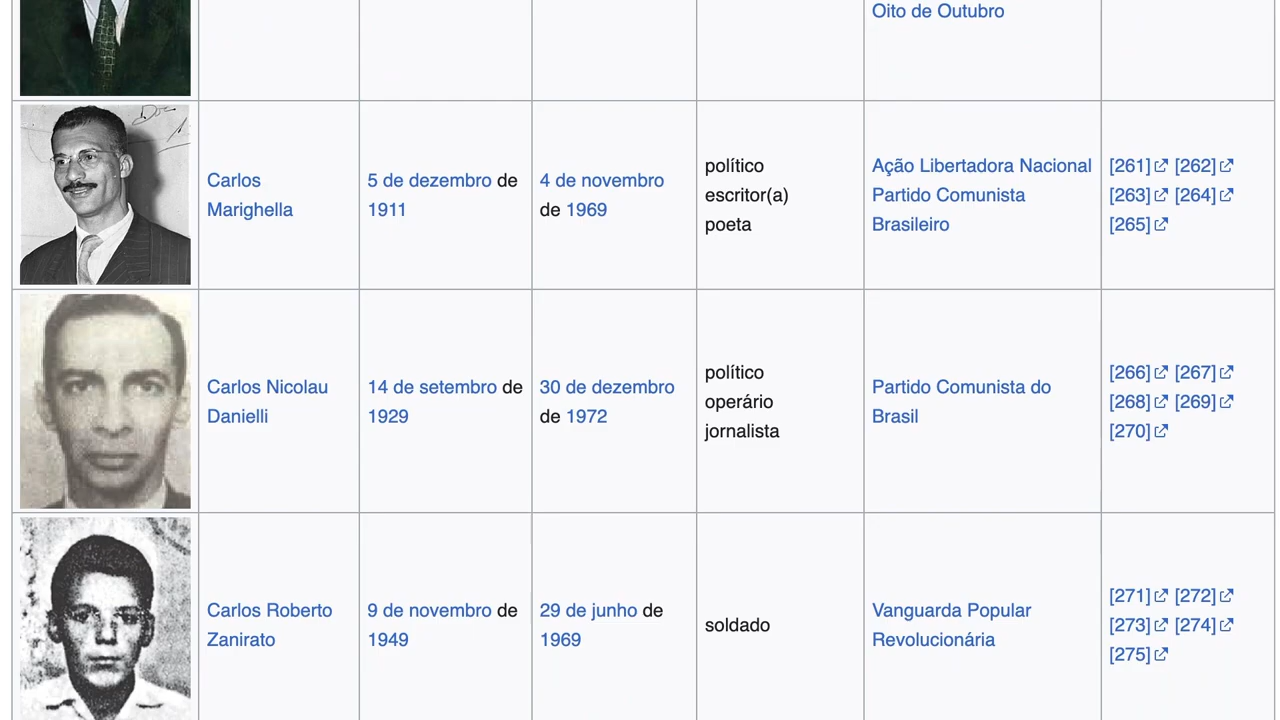 Oito de Outubro
Carlos
Marighella
5 de dezembro de
1911
4 de novembro
de 1969
político
escritor(a)
poeta
Ação Libertadora Nacional
Partido Comunista
Brasileiro
[261] [262]
[263] [264]
[265]
Carlos Nicolau
Danielli
14 de setembro de
1929
30 de dezembro
de 1972
político
operário
jornalista
Partido Comunista do
Brasil
[266] [267]
[268] [269]
[270]
Carlos Roberto
Zanirato
9 de novembro de
1949
29 de junho de
1969
soldado
Vanguarda Popular
Revolucionária
[271] [272]
[273] [274]
[275]